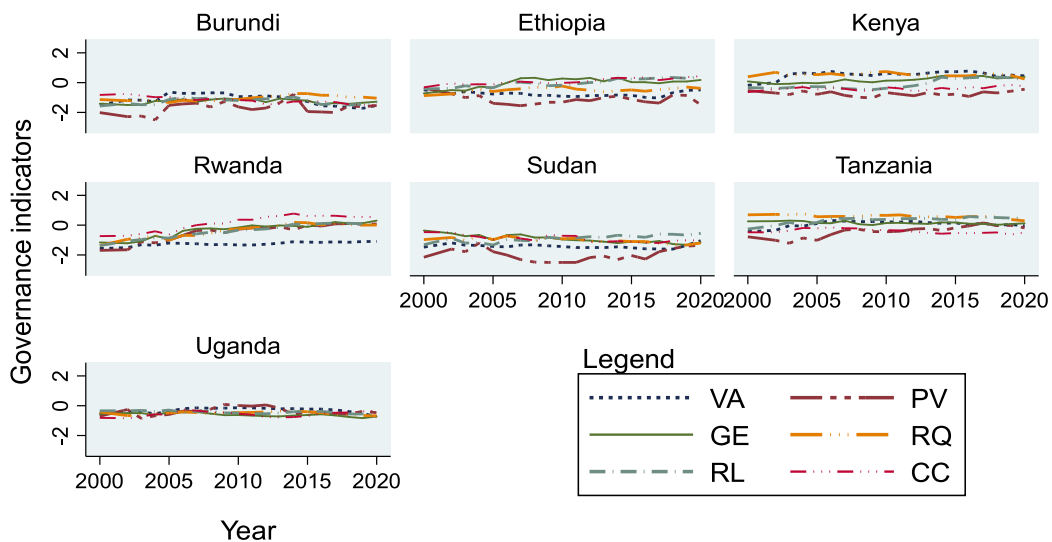 Governance indicators
Burundi Ethiopia Kenya
2
0
-2
Rwanda Sudan Tanzania
2
0
-2
2000 2005 2010 2015 2020 2000 2005 2010 2015 2020
Uganda
2
0
-2
2000 2005 2010 2015 2020
Year
Legend
VA PV
GE RQ
RL CC